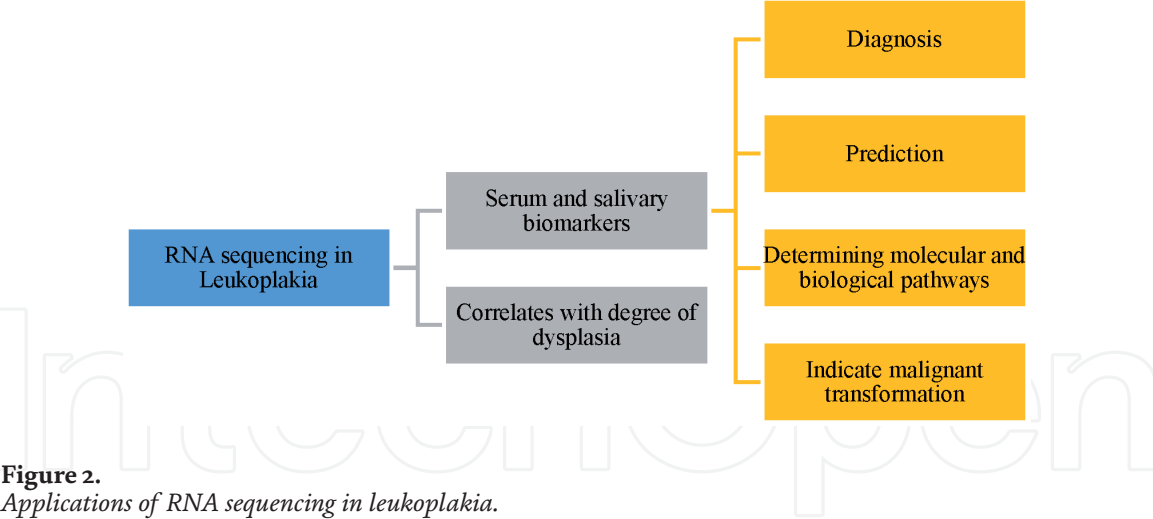 RNA sequencing in
Leukoplakia
Serum and salivary
biomarkers
Correlates with degree of
dysplasia
Diagnosis
Prediction
Determining molecular and
biological pathways
Indicate malignant
transformation
IntechOpen
Figure 2.
Applications of RNA sequencing in leukoplakia.